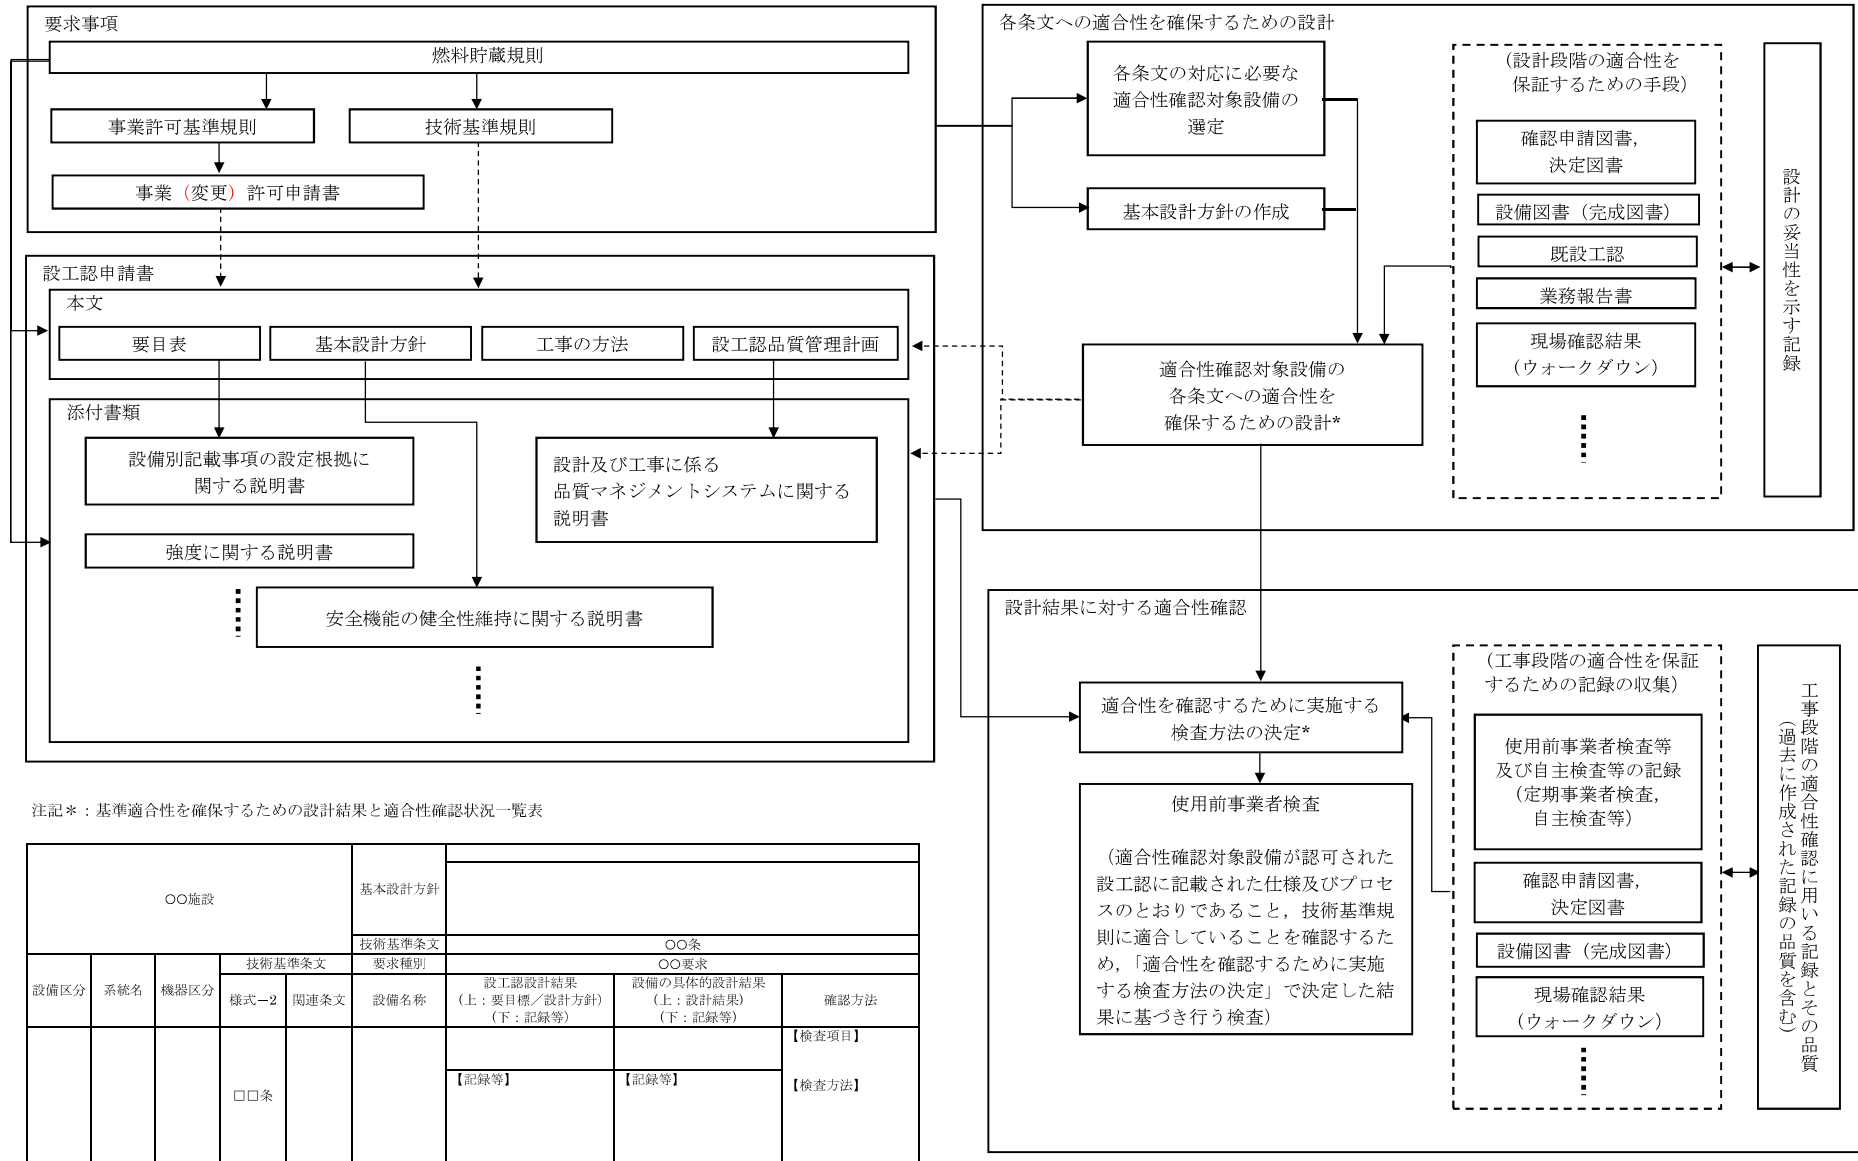 要求事項
燃料貯蔵規則
事業許可基準規則
技術基準規則
事業（変更）許可申請書
設工認申請書
本文
要目表
基本設計方針
工事の方法
設工認品質管理計画
添付書類
設備別記載事項の設定根拠に
関する説明書
設計及び工事に係る
品質マネジメントシステムに関する
説明書
強度に関する説明書
安全機能の健全性維持に関する説明書
各条文への適合性を確保するための設計
各条文の対応に必要な
適合性確認対象設備の
選定
基本設計方針の作成
適合性確認対象設備の
各条文への適合性を
確保するための設計*
（設計段階の適合性を
保証するための手段）
確認申請図書，
決定図書
設備図書（完成図書）
既設工認
業務報告書
現場確認結果
（ウォークダウン）
設計の妥当性を示す記録
設計結果に対する適合性確認
適合性を確認するために実施する
検査方法の決定*
使用前事業者検査
（適合性確認対象設備が認可された
設工認に記載された仕様及びプロセ
スのとおりであること，技術基準規
則に適合していることを確認するた
め，「適合性を確認するために実施
する検査方法の決定」で決定した結
果に基づき行う検査）
（工事段階の適合性を保証
するための記録の収集）
使用前事業者検査等
及び自主検査等の記録
（定期事業者検査，
自主検査等）
確認申請図書，
決定図書
設備図書（完成図書）
現場確認結果
（ウォークダウン）
工事段階の適合性確認に用いる記録とその品質
（過去に作成された記録の品質を含む）
注記＊：基準適合性を確保するための設計結果と適合性確認状況一覧表
○○施設
基本設計方針
技術基準条文
○○条
技術基準条文
要求種別
○○要求
設備区分
系統名
機器区分
様式－2
関連条文
設備名称
設工認設計結果
（上：要目標／設計方針）
（下：記録等）
設備の具体的設計結果
（上：設計結果）
（下：記録等）
確認方法
【検査項目】
【記録等】
【記録等】
【検査方法】
□□条